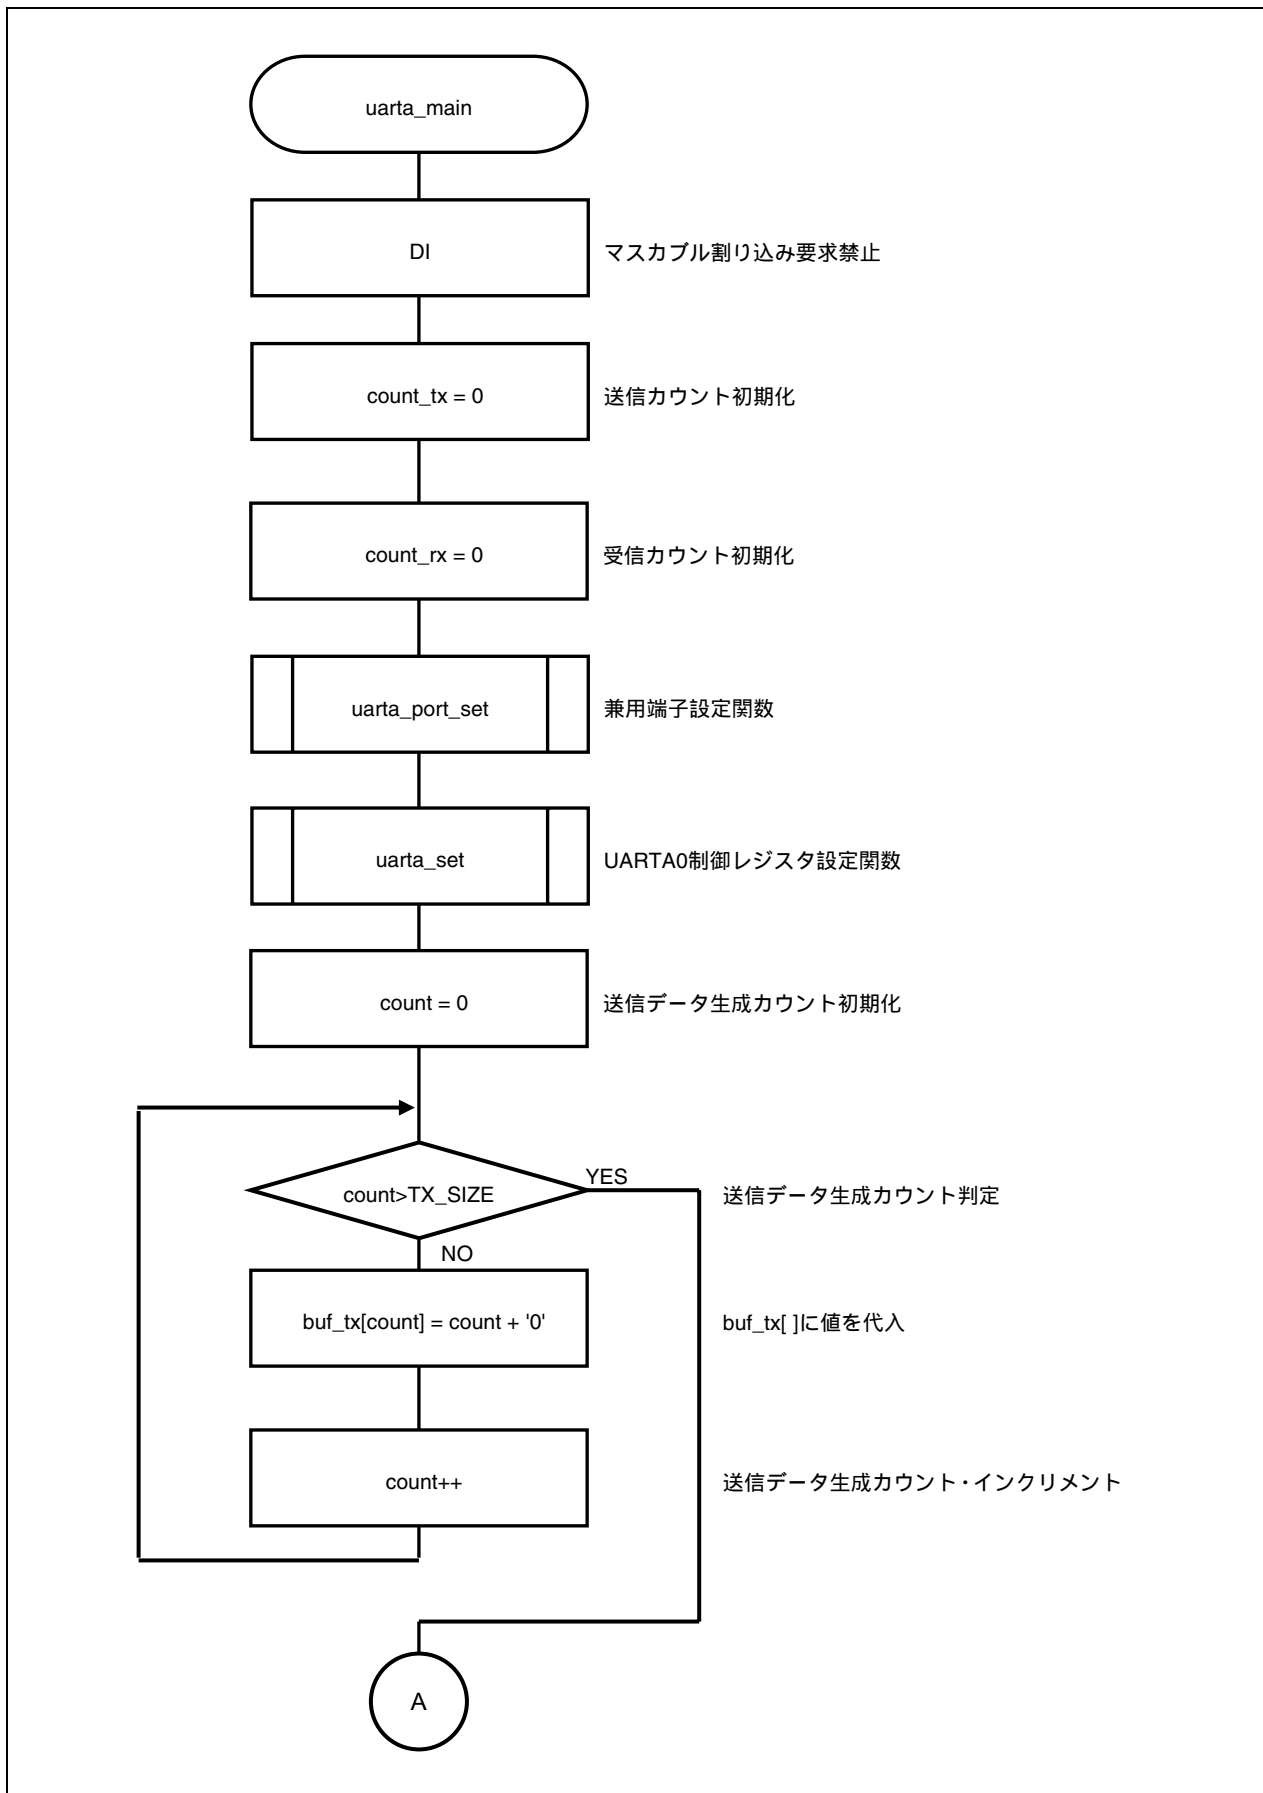 uarta_main
DI
マスカブル割り込み要求禁止
count_tx = 0
送信カウント初期化
count_rx = 0
受信カウント初期化
uarta_port_set
兼用端子設定関数
uarta_set
UARTA0制御レジスタ設定関数
count = 0
送信データ生成カウント初期化
count>TX_SIZE
YES
送信データ生成カウント判定
NO
buf_tx[count] = count + '0'
buf_tx[ ]に値を代入
count++
送信データ生成カウント・インクリメント
A